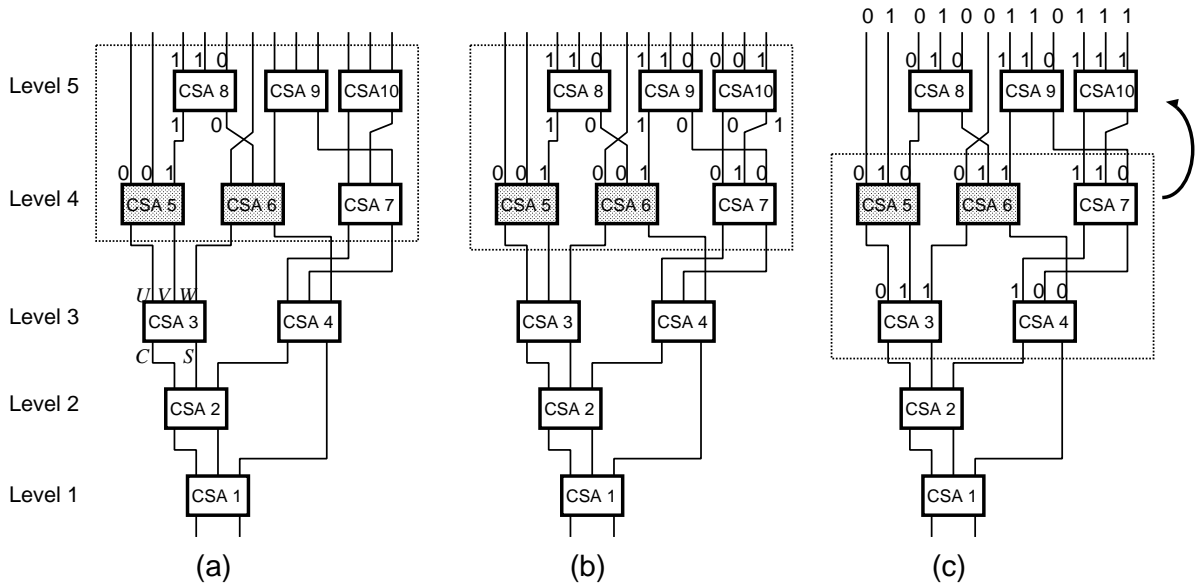 0 1 0 1 0 0 1 1 0 1 1 1
1 1 0
1 1 0 1 1 0 0 0 1
0 1 0 1 1 0 1 1 1
Level 5 CSA 8 CSA 9 CSA10 CSA 8 CSA 9 CSA10 CSA 8 CSA 9 CSA10
1 0 1 0 1 0 0 1
0 0 1 0 0 1 0 0 1 0 1 0 0 1 0 0 1 1 1 1 0
Level 4 CSA 5 CSA 6 CSA 7 CSA 5 CSA 6 CSA 7 CSA 5 CSA 6 CSA 7
U V W 0 1 1 1 0 0
Level 3 CSA 3 CSA 4 CSA 3 CSA 4 CSA 3 CSA 4
C S
Level 2 CSA 2 CSA 2 CSA 2
Level 1 CSA 1 CSA 1 CSA 1
(a) (b) (c)